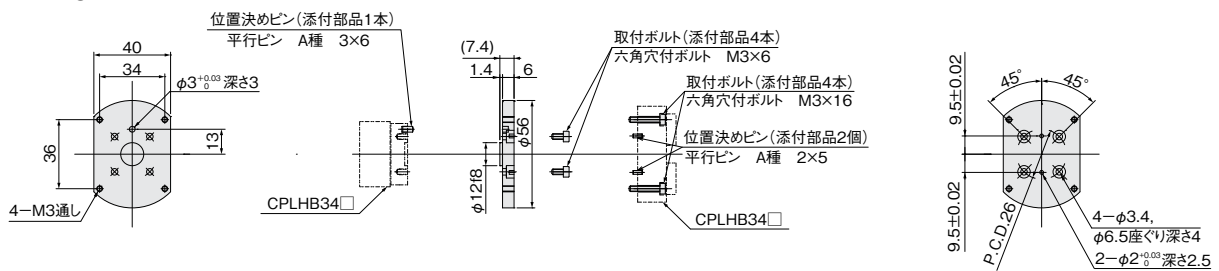 位置決めピン(添付部品1本)
平行ピン A種 3×6
40
34
φ3+0.03 0 深さ3
36
13
4-M3通し
CPLHB34□
(7.4)
1.4
6
φ56
φ12f8
取付ボルト(添付部品4本)
六角穴付ボルト M3×6
取付ボルト(添付部品4本)
六角穴付ボルト M3×16
位置決めピン(添付部品2個)
平行ピン A種 2×5
CPLHB34□
45°
45°
9.5±0.02
9.5±0.02
P.C.D.26
4-φ3.4,
φ6.5座ぐり深さ4
2-φ2+0.03 0 深さ2.5